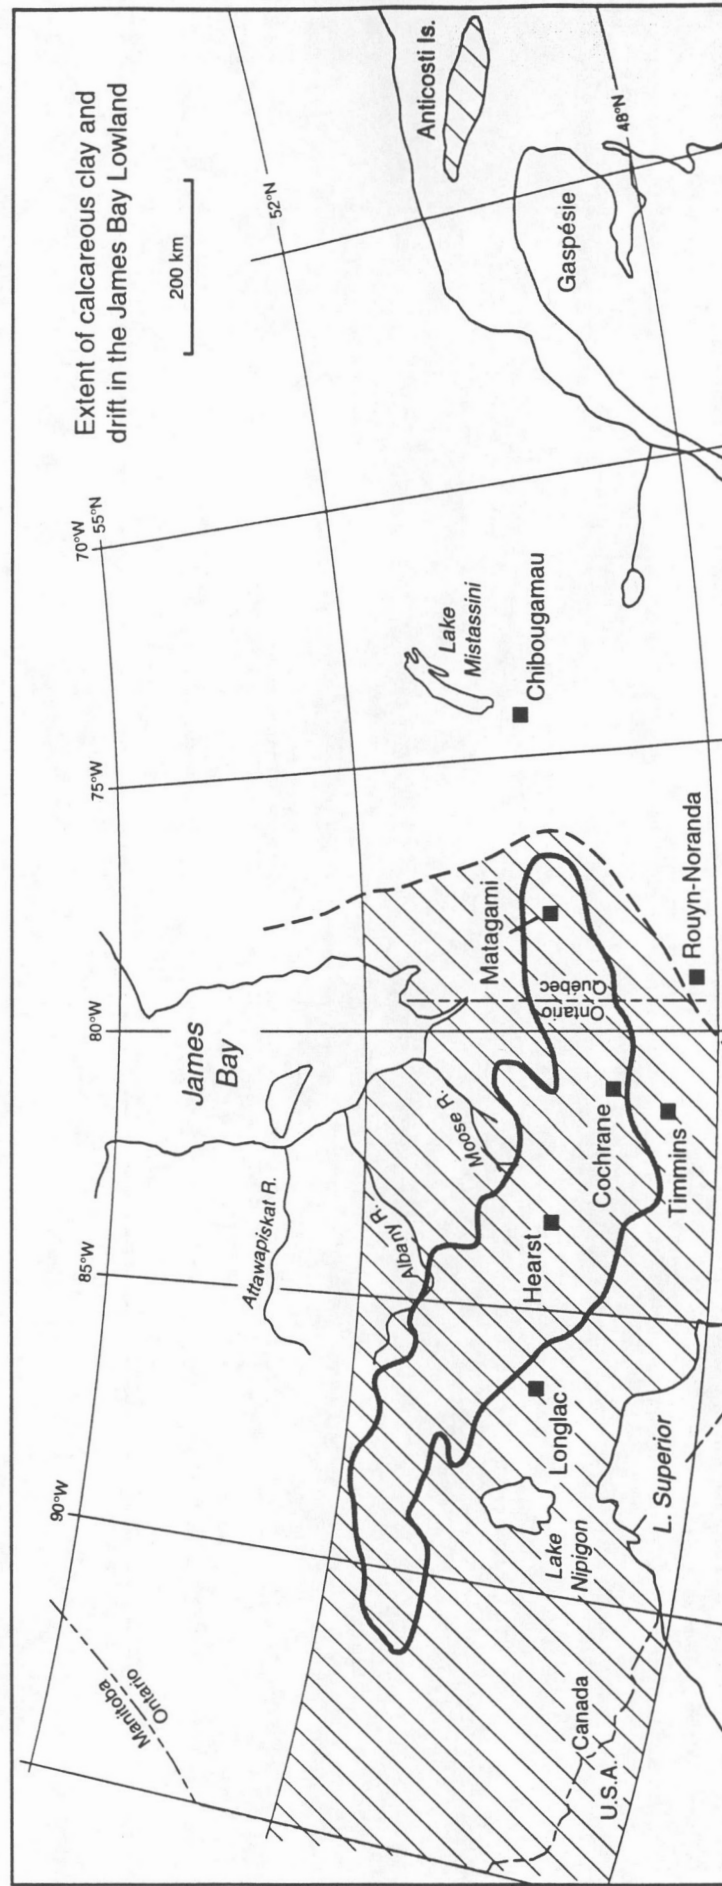 Extent of calcareous clay and
drift in the James Bay Lowland
200 km
90°W
85°W
80°W
75°W
70°W
55°N
52°N
48°N
Manitoba
Ontario
Attawapiskat R.
James
Bay
Albany R.
Moose R.
Lake
Mistassini
Chibougamau
Anticosti Is.
Gaspésie
Matagami
Ontario
Québec
Rouyn-Noranda
Hearst
Cochrane
Timmins
Longlac
Lake
Nipigon
L. Superior
Canada
U.S.A.